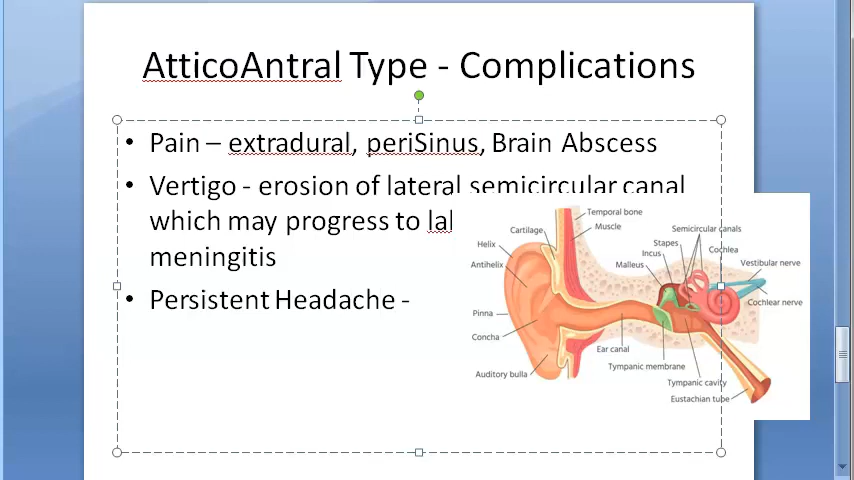 AtticoAntral Type - Complications
• Pain – extradural, periSinus, Brain Abscess
• Vertigo - erosion of lateral semicircular canal
which may progress to
meningitis
• Persistent Headache -
Temporal bone
Muscle
Cartilage
Semicircular canals
Helix
Stapes
Cochlea
Incus
Antihelix
Malleus
Vestibular nerve
Cochlear nerve
Pinna
Concha
Ear canal
Tympanic membrane
Auditory bulla
Tympanic cavity
Eustachian tube